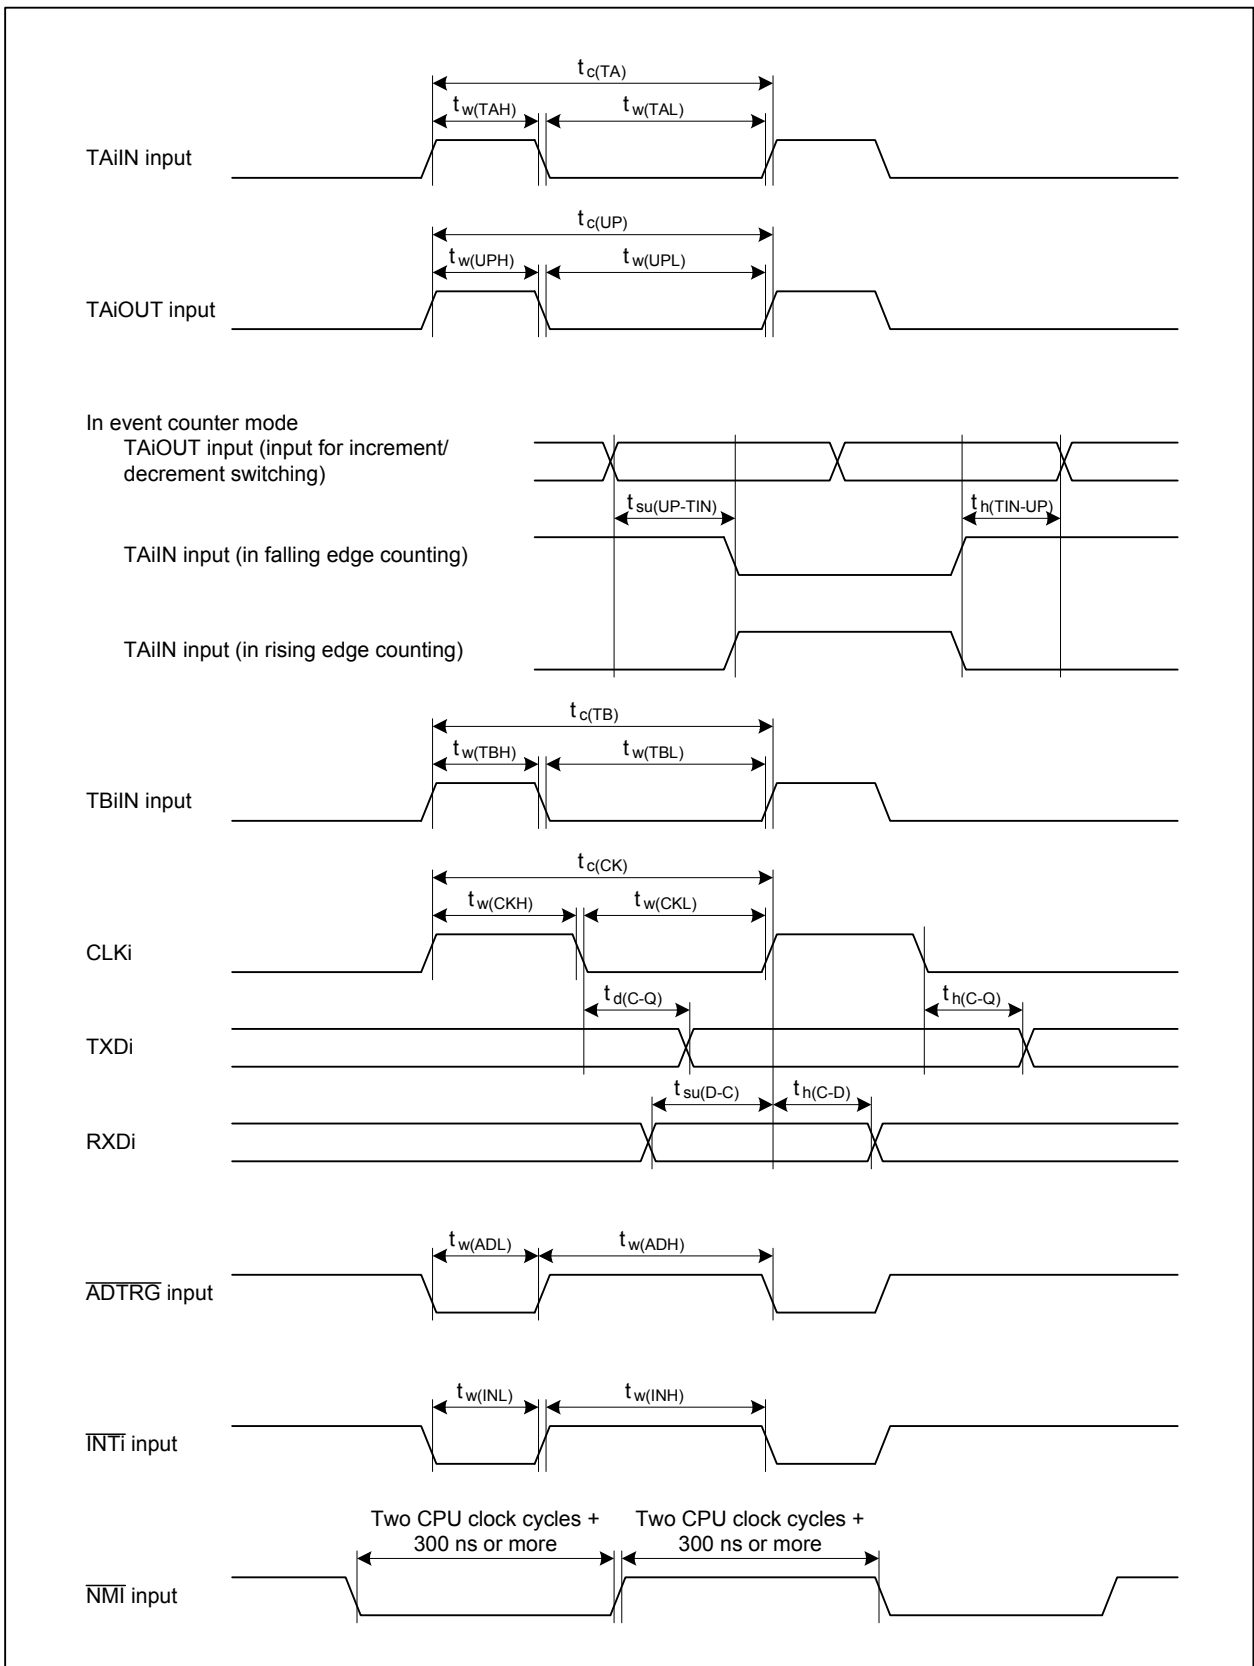 tc(TA)
tw(TAH) tw(TAL)
TAiIN input
tc(UP)
tw(UPH) tw(UPL)
TAiOUT input
In event counter mode
TAiOUT input (input for increment/
decrement switching)
tsu(UP-TIN) th(TIN-UP)
TAiIN input (in falling edge counting)
TAiIN input (in rising edge counting)
tc(TB)
tw(TBH) tw(TBL)
TBiIN input
tc(CK)
tw(CKH) tw(CKL)
CLKi
td(C-Q) th(C-Q)
TXDi
tsu(D-C) th(C-D)
RXDi
tw(ADL) tw(ADH)
ADTRG input
tw(INL) tw(INH)
INTi input
Two CPU clock cycles + Two CPU clock cycles +
300 ns or more 300 ns or more
NMI input